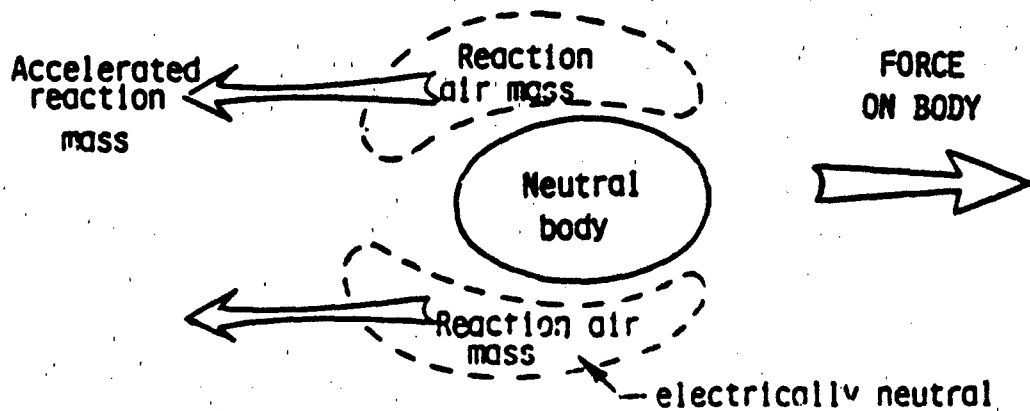 Accelerated
reaction
mass
Reaction
air mass
FORCE
ON BODY
Neutral
body
Reaction air
mass
electrically neutral